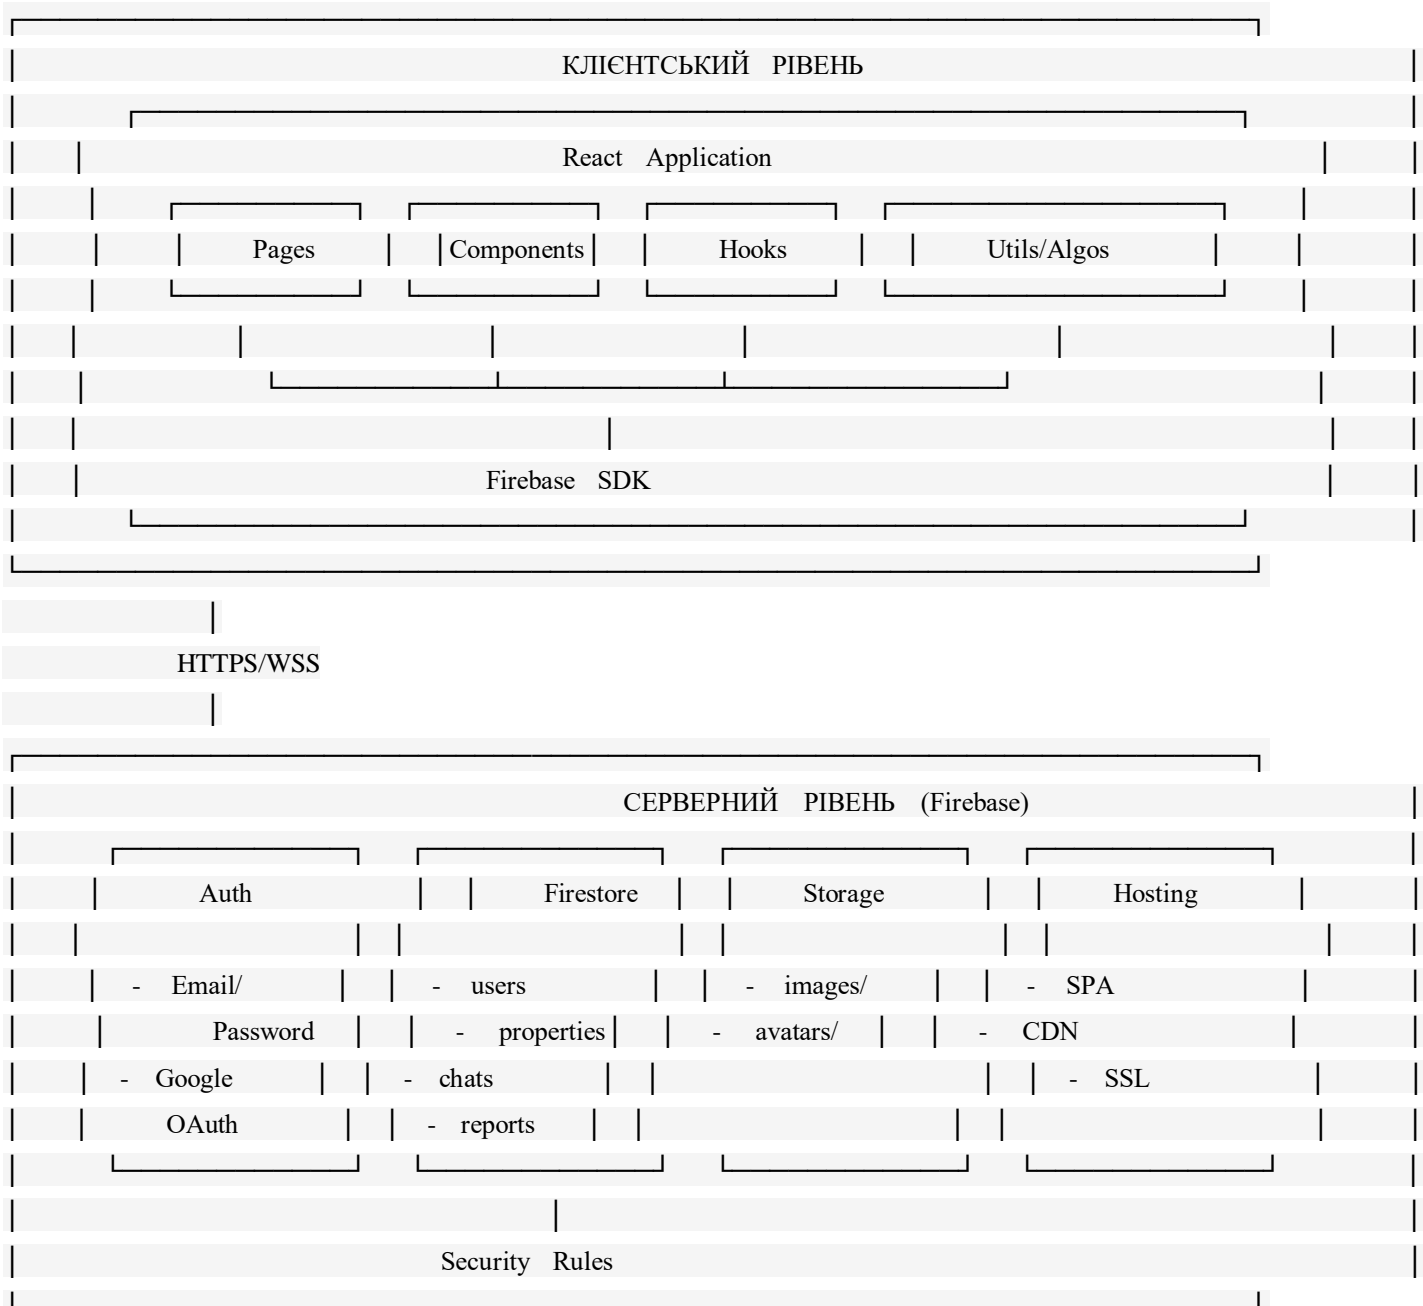 КЛІЄНТСЬКИЙ РІВЕНЬ
React Application
Pages Components Hooks Utils/Algos
Firebase SDK
HTTPS/WSS
СЕРВЕРНИЙ РІВЕНЬ (Firebase)
Auth Firestore Storage Hosting
- Email/ - users - images/ - SPA
Password - properties - avatars/ - CDN
- Google - chats - SSL
OAuth - reports
Security Rules